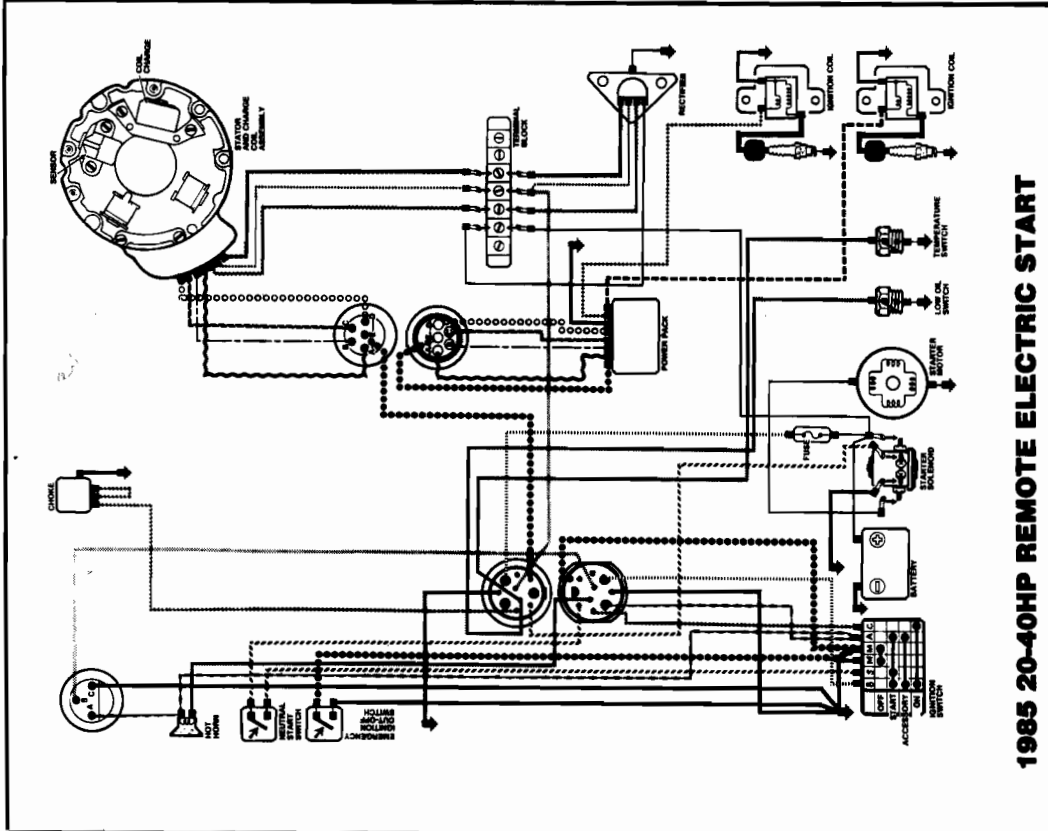 COIL
CHARGE
SENSOR
STATOR
AND CHARGE
COIL
ASSEMBLY
TERMINAL
BLOCK
RECTIFIER
IGNITION COIL
IGNITION COIL
TEMPERATURE
SWITCH
LOW OIL
SWITCH
POWER PACK
STARTER
MOTOR
FUSE
STARTER
SOLENOID
CHOKE
BATTERY
HOT
HORN
NEUTRAL
START
SWITCH
EMERGENCY
IGNITION
CUT-OFF
SWITCH
B S M M A C
OFF
START
ACCESSORY
ON
IGNITION
SWITCH
A B C
1985 20-40HP REMOTE ELECTRIC START